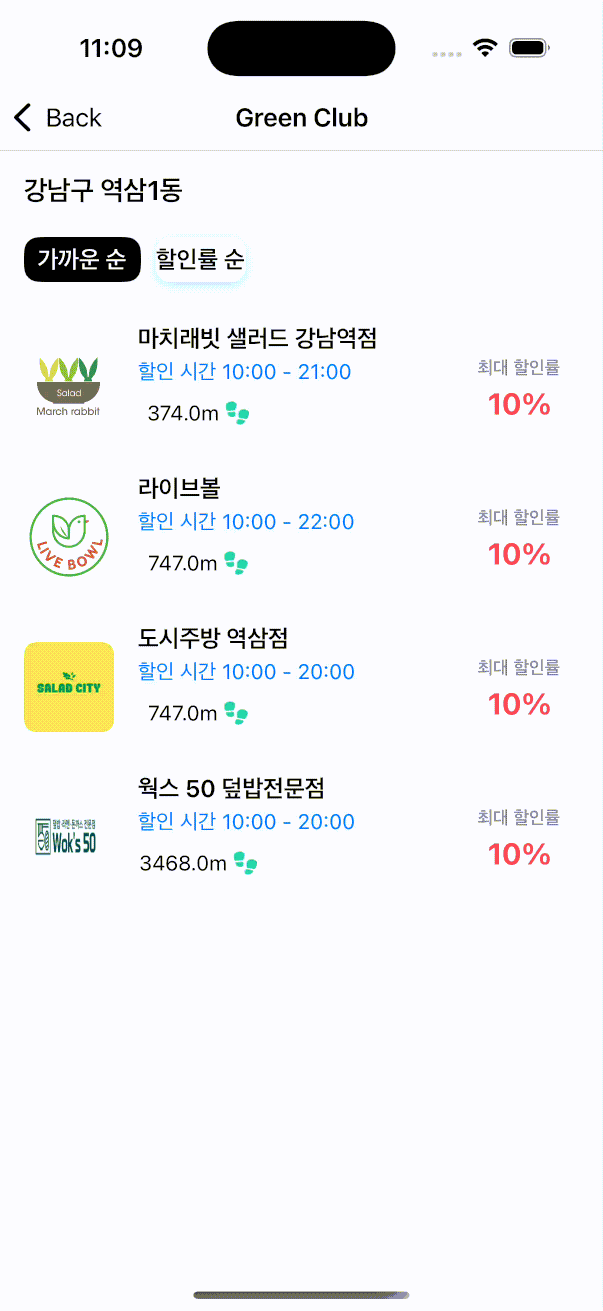 11:09
Back
Green Club
강남구 역삼1동
가까운 순
할인률 순
마치래빗 샐러드 강남역점
할인 시간 10:00 - 21:00
374.0m
최대 할인률
10%
Salad
March rabbit
라이브볼
할인 시간 10:00 - 22:00
747.0m
최대 할인률
10%
LIVE BOWL
도시주방 역삼점
할인 시간 10:00 - 20:00
747.0m
최대 할인률
10%
SALAD CITY
웍스 50 덮밥전문점
할인 시간 10:00 - 20:00
3468.0m
최대 할인률
10%
Wok's 50